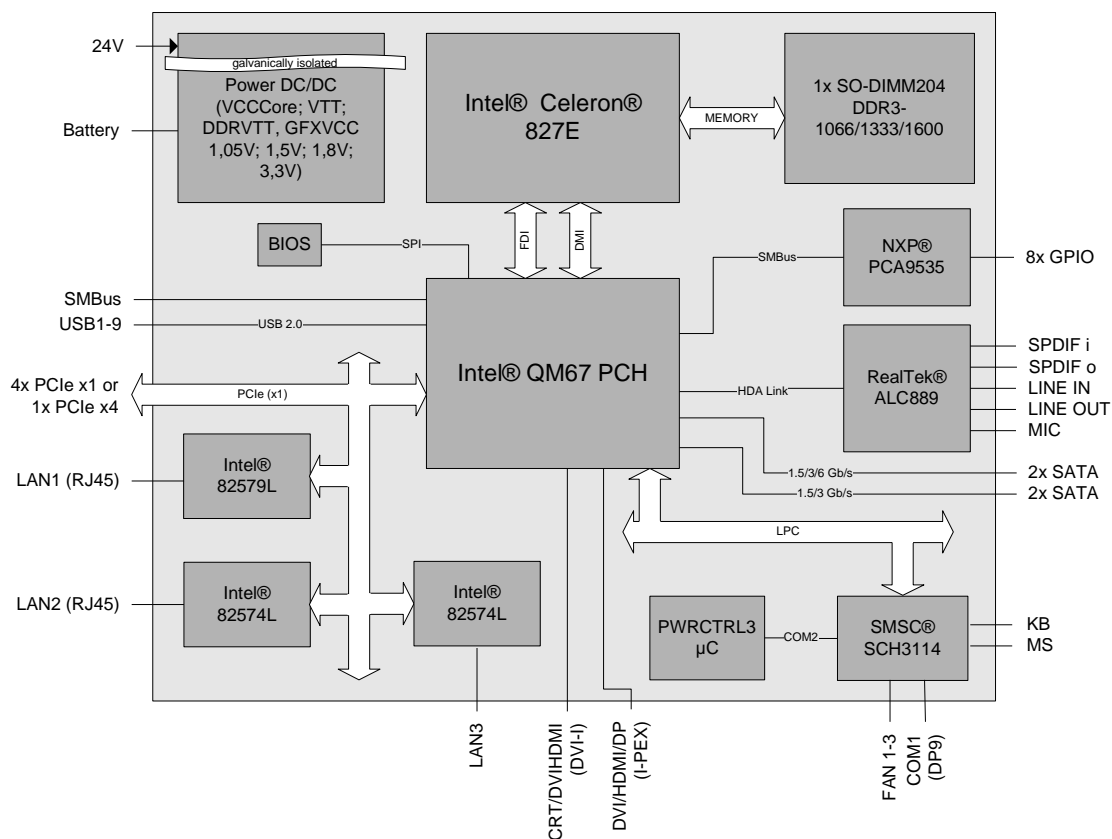 24V
galvanically isolated
Power DC/DC
(VCCCore; VTT;
DDRVTT, GFXVCC
1,05V; 1,5V; 1,8V;
3,3V)
Battery
Intel® Celeron®
827E
MEMORY
1x SO-DIMM204
DDR3-
1066/1333/1600
BIOS
SPI
FDI
DMI
SMBus
NXP®
PCA9535
8x GPIO
SMBus
USB1-9
USB 2.0
Intel® QM67 PCH
4x PCIe x1 or
1x PCIe x4
PCIe (x1)
HDA Link
RealTek®
ALC889
SPDIF i
SPDIF o
LINE IN
LINE OUT
MIC
1.5/3/6 Gb/s
2x SATA
1.5/3 Gb/s
2x SATA
LAN1 (RJ45)
Intel®
82579L
LPC
LAN2 (RJ45)
Intel®
82574L
Intel®
82574L
PWRCTRL3
µC
COM2
SMSC®
SCH3114
KB
MS
LAN3
CRT/DVIHDMI
(DVI-I)
DVI/HDMI/DP
(I-PEX)
FAN 1-3
COM1
(DP9)